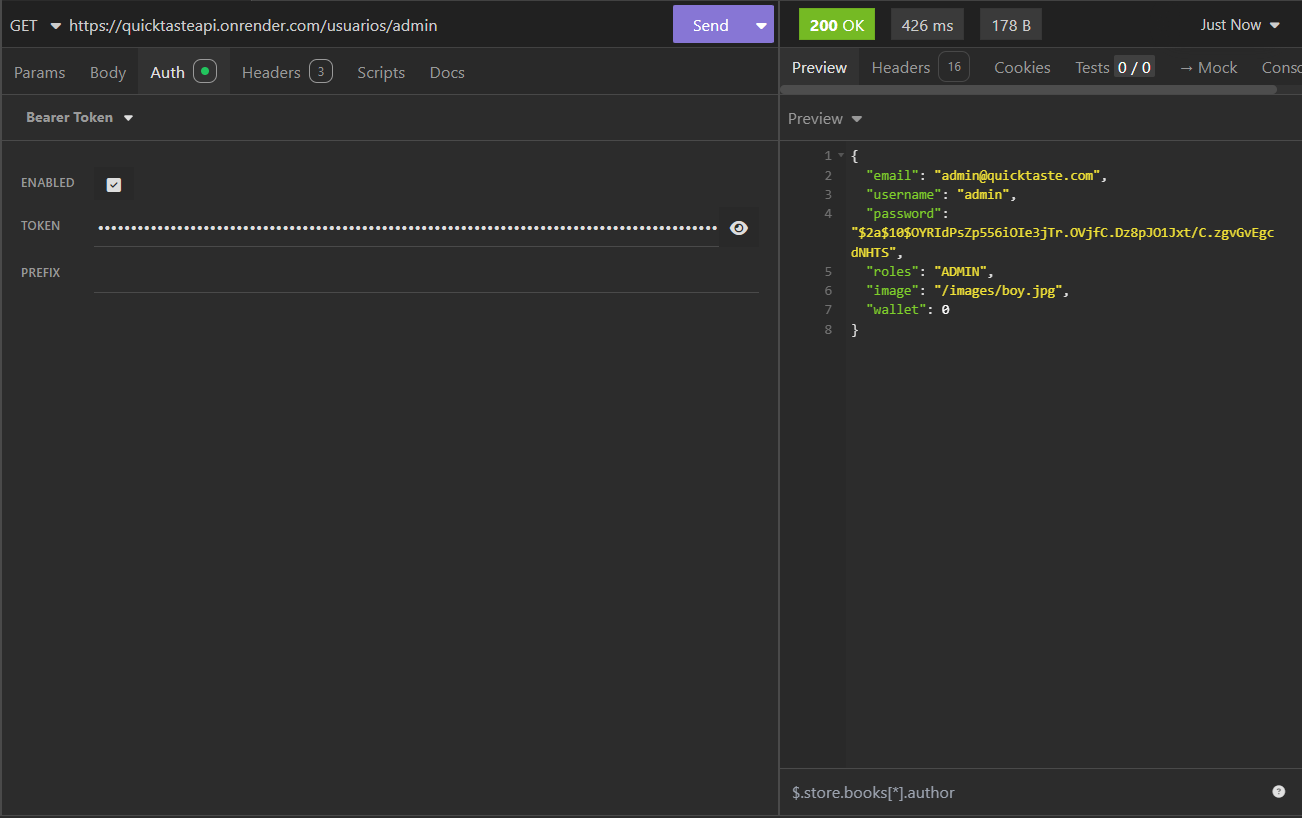 GET https://quicktasteapi.onrender.com/usuarios/admin Send
200 OK 426 ms 178 B Just Now
Params Body Auth Headers 3 Scripts Docs
Preview Headers 16 Cookies Tests 0 / 0 → Mock Consc
Bearer Token
Preview
ENABLED
TOKEN ••••••••••••••••••••••••••••••••••••••••••••••••••••••••••••••••••••••••••••••••••••••••••••••
PREFIX
1 {
2 "email": "admin@quicktaste.com",
3 "username": "admin",
4 "password":
"$2a$10$OYRIdPsZp556iOIe3jTr.OVjfC.Dz8pJO1Jxt/C.zgvGvEgc
dNHTS",
5 "roles": "ADMIN",
6 "image": "/images/boy.jpg",
7 "wallet": 0
8 }
$.store.books[*].author ?